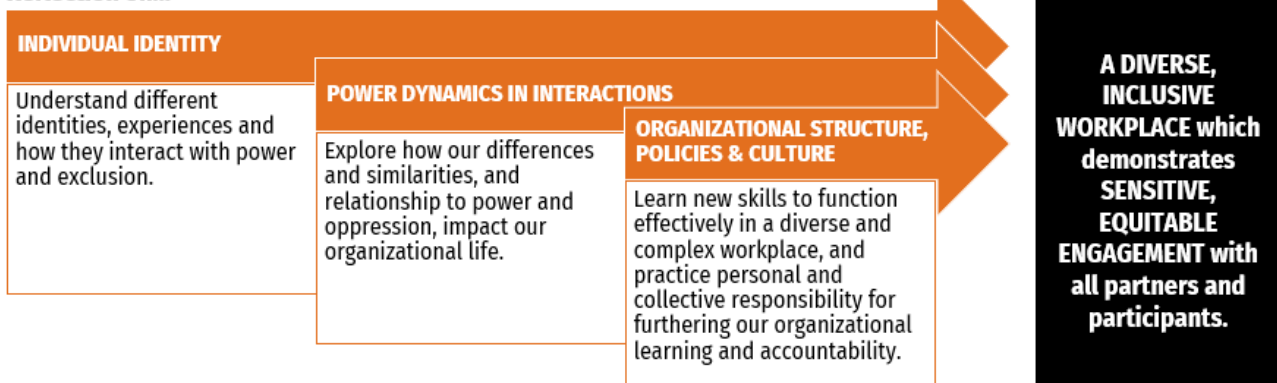 INDIVIDUAL IDENTITY
Understand different
identities, experiences and
how they interact with power
and exclusion.
POWER DYNAMICS IN INTERACTIONS
Explore how our differences
and similarities, and
relationship to power and
oppression, impact our
organizational life.
ORGANIZATIONAL STRUCTURE,
POLICIES & CULTURE
Learn new skills to function
effectively in a diverse and
complex workplace, and
practice personal and
collective responsibility for
furthering our organizational
learning and accountability.
A DIVERSE,
INCLUSIVE
WORKPLACE which
demonstrates
SENSITIVE,
EQUITABLE
ENGAGEMENT with
all partners and
participants.